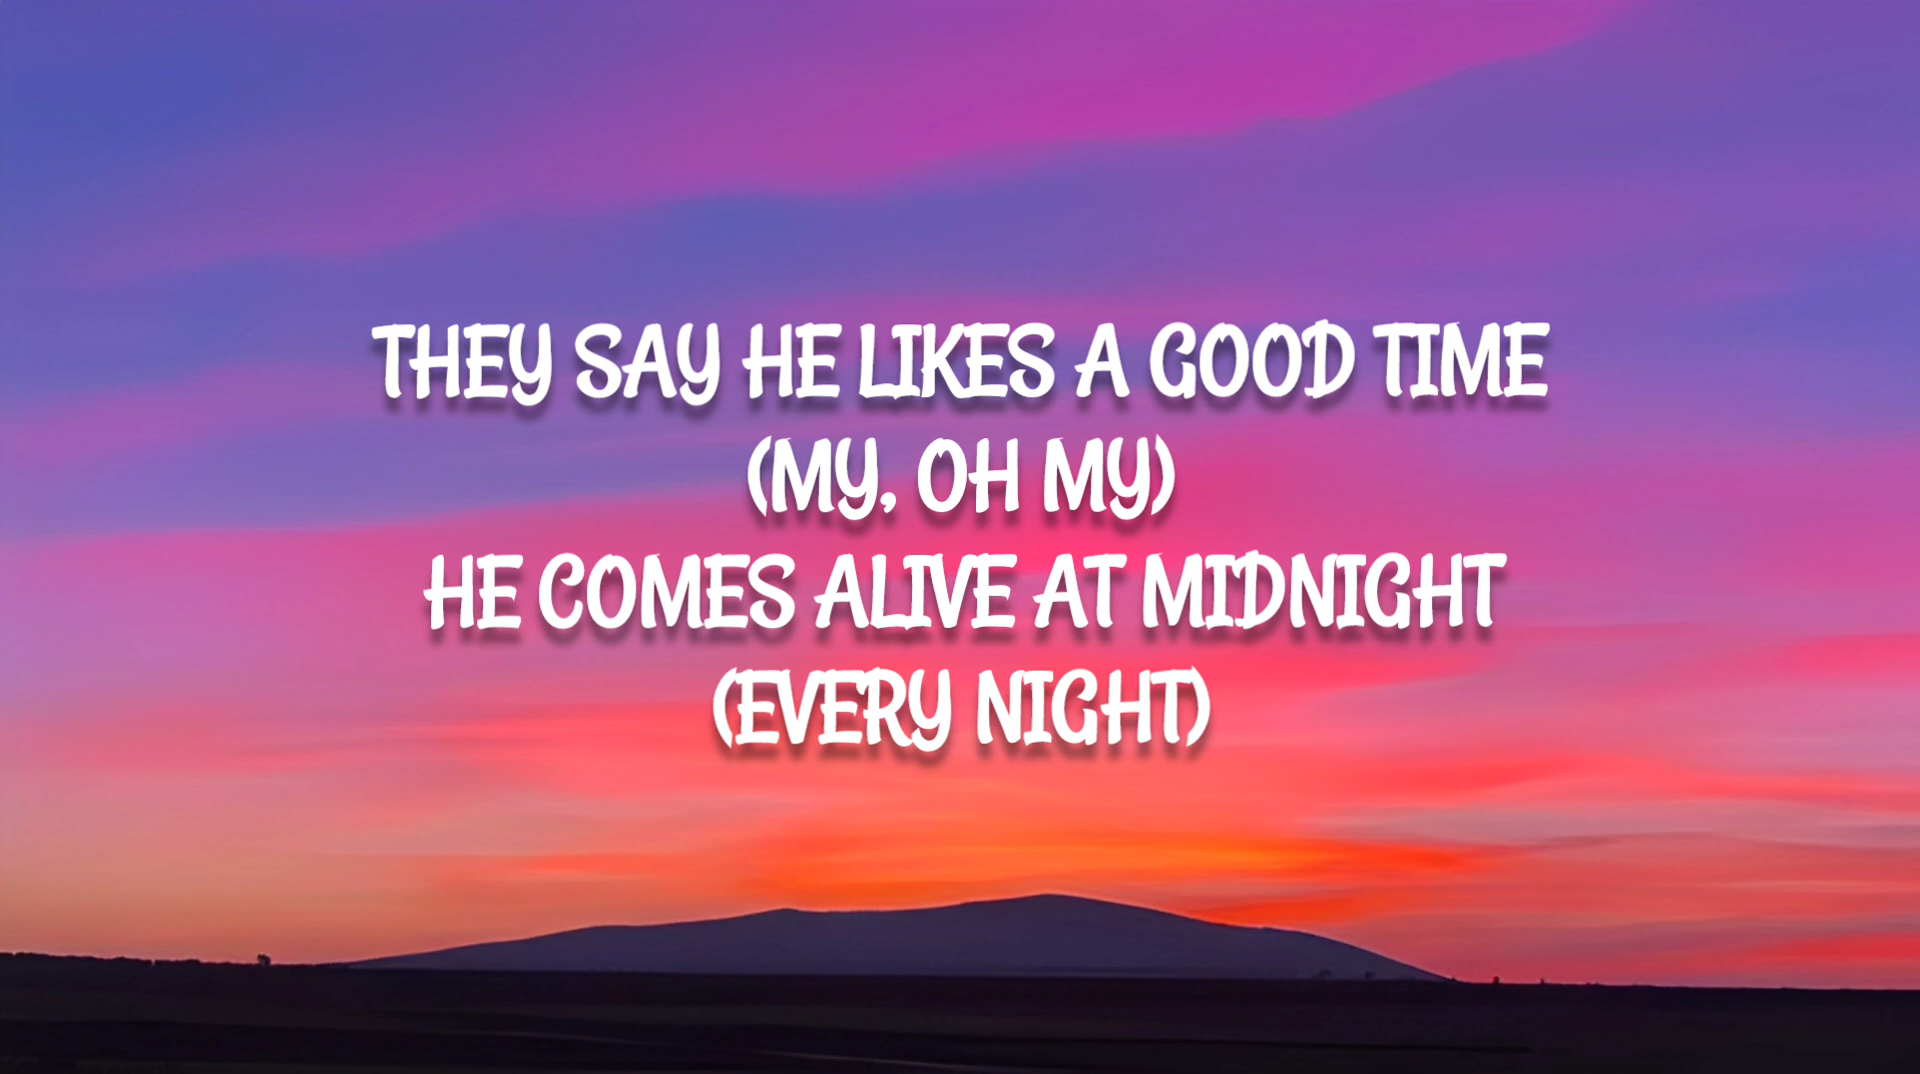 THEY SAY HE LIKES A GOOD TIME
(MY, OH MY)
HE COMES ALIVE AT MIDNIGHT
(EVERY NIGHT)